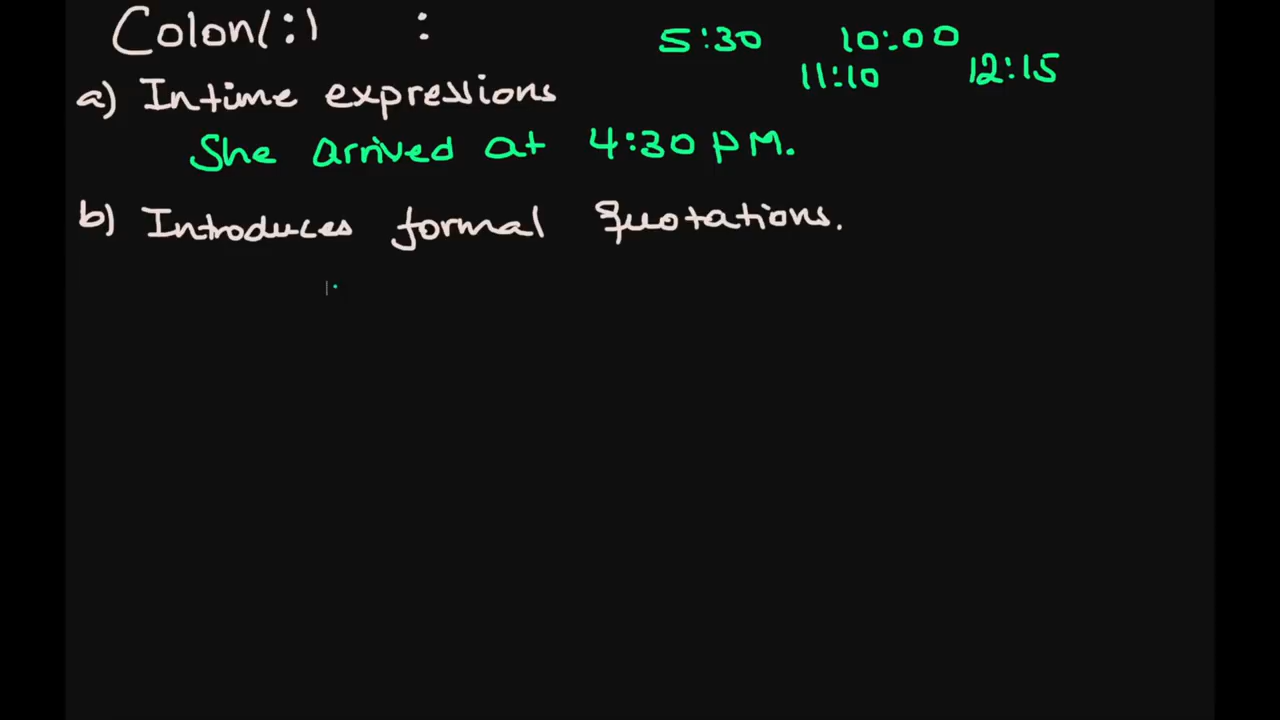 Colon(:) :
5:30 10:00
11:10 12:15
a) In time expressions
She arrived at 4:30 PM.
b) Introduces formal quotations.